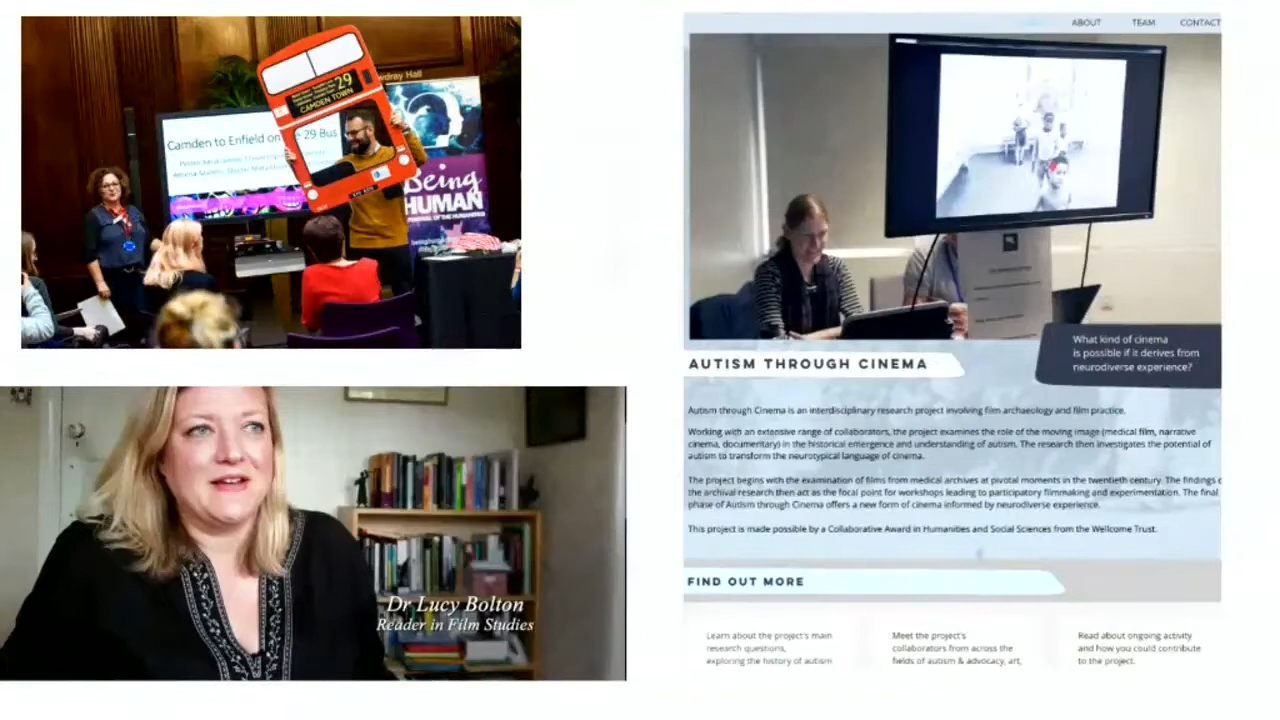 29
CAMDEN TOWN
Camden to Enfield on
29 Bus
wdray Hall
Being
HUMAN
FESTIVAL OF THE HUMANITIES
Dr Lucy Bolton
Reader in Film Studies
ABOUT TEAM CONTACT
What kind of cinema
is possible if it derives from
neurodiverse experience?
AUTISM THROUGH CINEMA
Autism through Cinema is an interdisciplinary research project involving film archaeology and film practice.
Working with an extensive range of collaborators, the project examines the role of the moving image (medical film, narrative
cinema, documentary) in the historical emergence and understanding of autism. The research then investigates the potential of
autism to transform the neurotypical language of cinema.
The project begins with the examination of films from medical archives at pivotal moments in the twentieth century. The findings
the archival research then act as the focal point for workshops leading to participatory filmmaking and experimentation. The final
phase of Autism through Cinema offers a new form of cinema informed by neurodiverse experience.
This project is made possible by a Collaborative Award in Humanities and Social Sciences from the Wellcome Trust.
FIND OUT MORE
Learn about the project's main
research questions,
exploring the history of autism
Meet the project's
collaborators from across the
fields of autism & advocacy, art,
Read about ongoing activity
and how you could contribute
to the project.